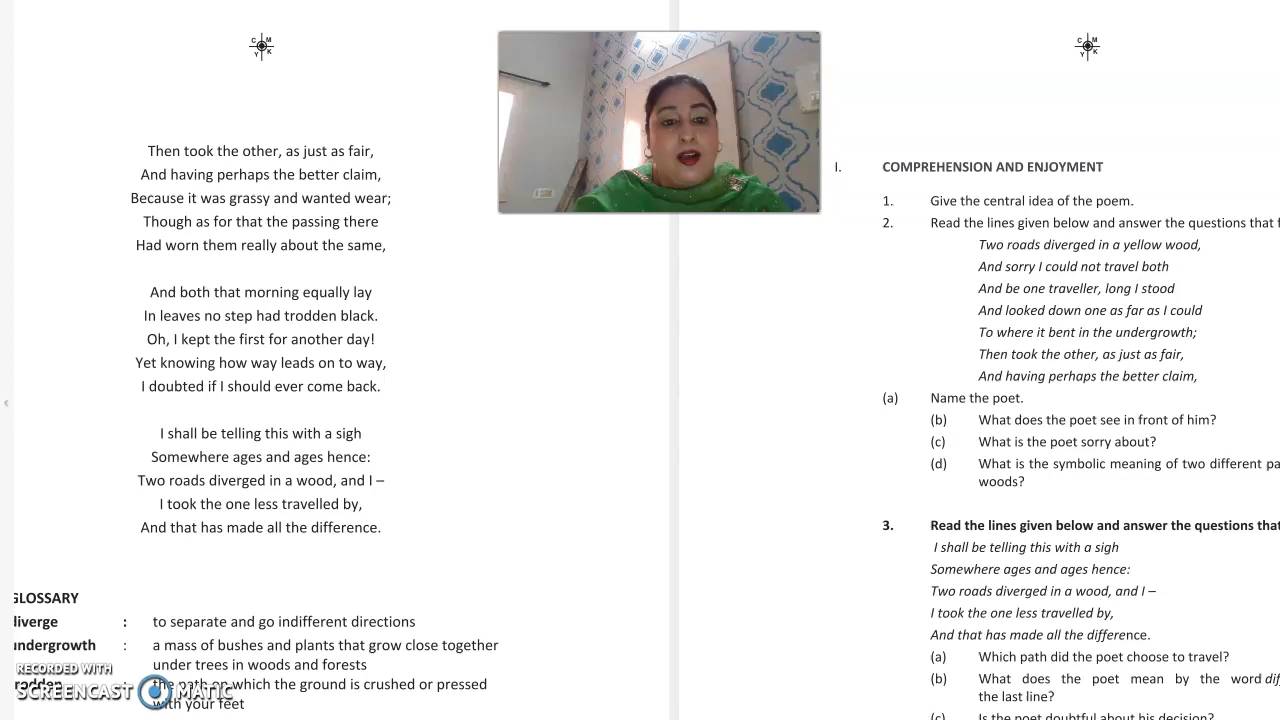 C M
Y K
Then took the other, as just as fair,
And having perhaps the better claim,
Because it was grassy and wanted wear;
Though as for that the passing there
Had worn them really about the same,
And both that morning equally lay
In leaves no step had trodden black.
Oh, I kept the first for another day!
Yet knowing how way leads on to way,
I doubted if I should ever come back.
I shall be telling this with a sigh
Somewhere ages and ages hence:
Two roads diverged in a wood, and I –
I took the one less travelled by,
And that has made all the difference.
GLOSSARY
diverge : to separate and go indifferent directions
undergrowth : a mass of bushes and plants that grow close together
under trees in woods and forests
trodden : the path on which the ground is crushed or pressed
with your feet
RECORDED WITH
SCREENCAST MATIC
C M
Y K
I. COMPREHENSION AND ENJOYMENT
1. Give the central idea of the poem.
2. Read the lines given below and answer the questions that
Two roads diverged in a yellow wood,
And sorry I could not travel both
And be one traveller, long I stood
And looked down one as far as I could
To where it bent in the undergrowth;
Then took the other, as just as fair,
And having perhaps the better claim,
(a) Name the poet.
(b) What does the poet see in front of him?
(c) What is the poet sorry about?
(d) What is the symbolic meaning of two different
woods?
3. Read the lines given below and answer the questions that
I shall be telling this with a sigh
Somewhere ages and ages hence:
Two roads diverged in a wood, and I –
I took the one less travelled by,
And that has made all the difference.
(a) Which path did the poet choose to travel?
(b) What does the poet mean by the word
the last line?
(c) Is the poet doubtful about his decision?